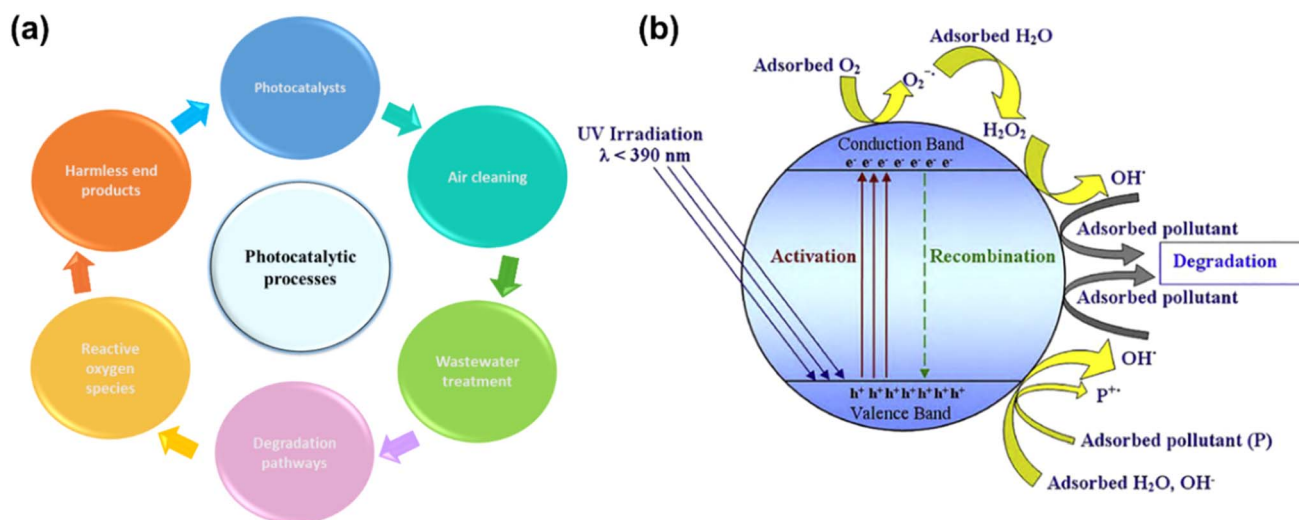 (a)
Photocatalysts
Air cleaning
Wastewater
treatment
Degradation
pathways
Reactive
oxygen
species
Harmless end
products
Photocatalytic
processes
(b)
Adsorbed H₂O
Adsorbed O₂
O₂⁻·
H₂O₂
UV Irradiation
λ < 390 nm
Conduction Band
e⁻ e⁻ e⁻ e⁻ e⁻ e⁻ e⁻
OH·
Adsorbed pollutant
Activation
Recombination
Degradation
Adsorbed pollutant
OH·
h⁺ h⁺ h⁺ h⁺ h⁺ h⁺ h⁺
Valence Band
P⁺·
Adsorbed pollutant (P)
Adsorbed H₂O, OH⁻